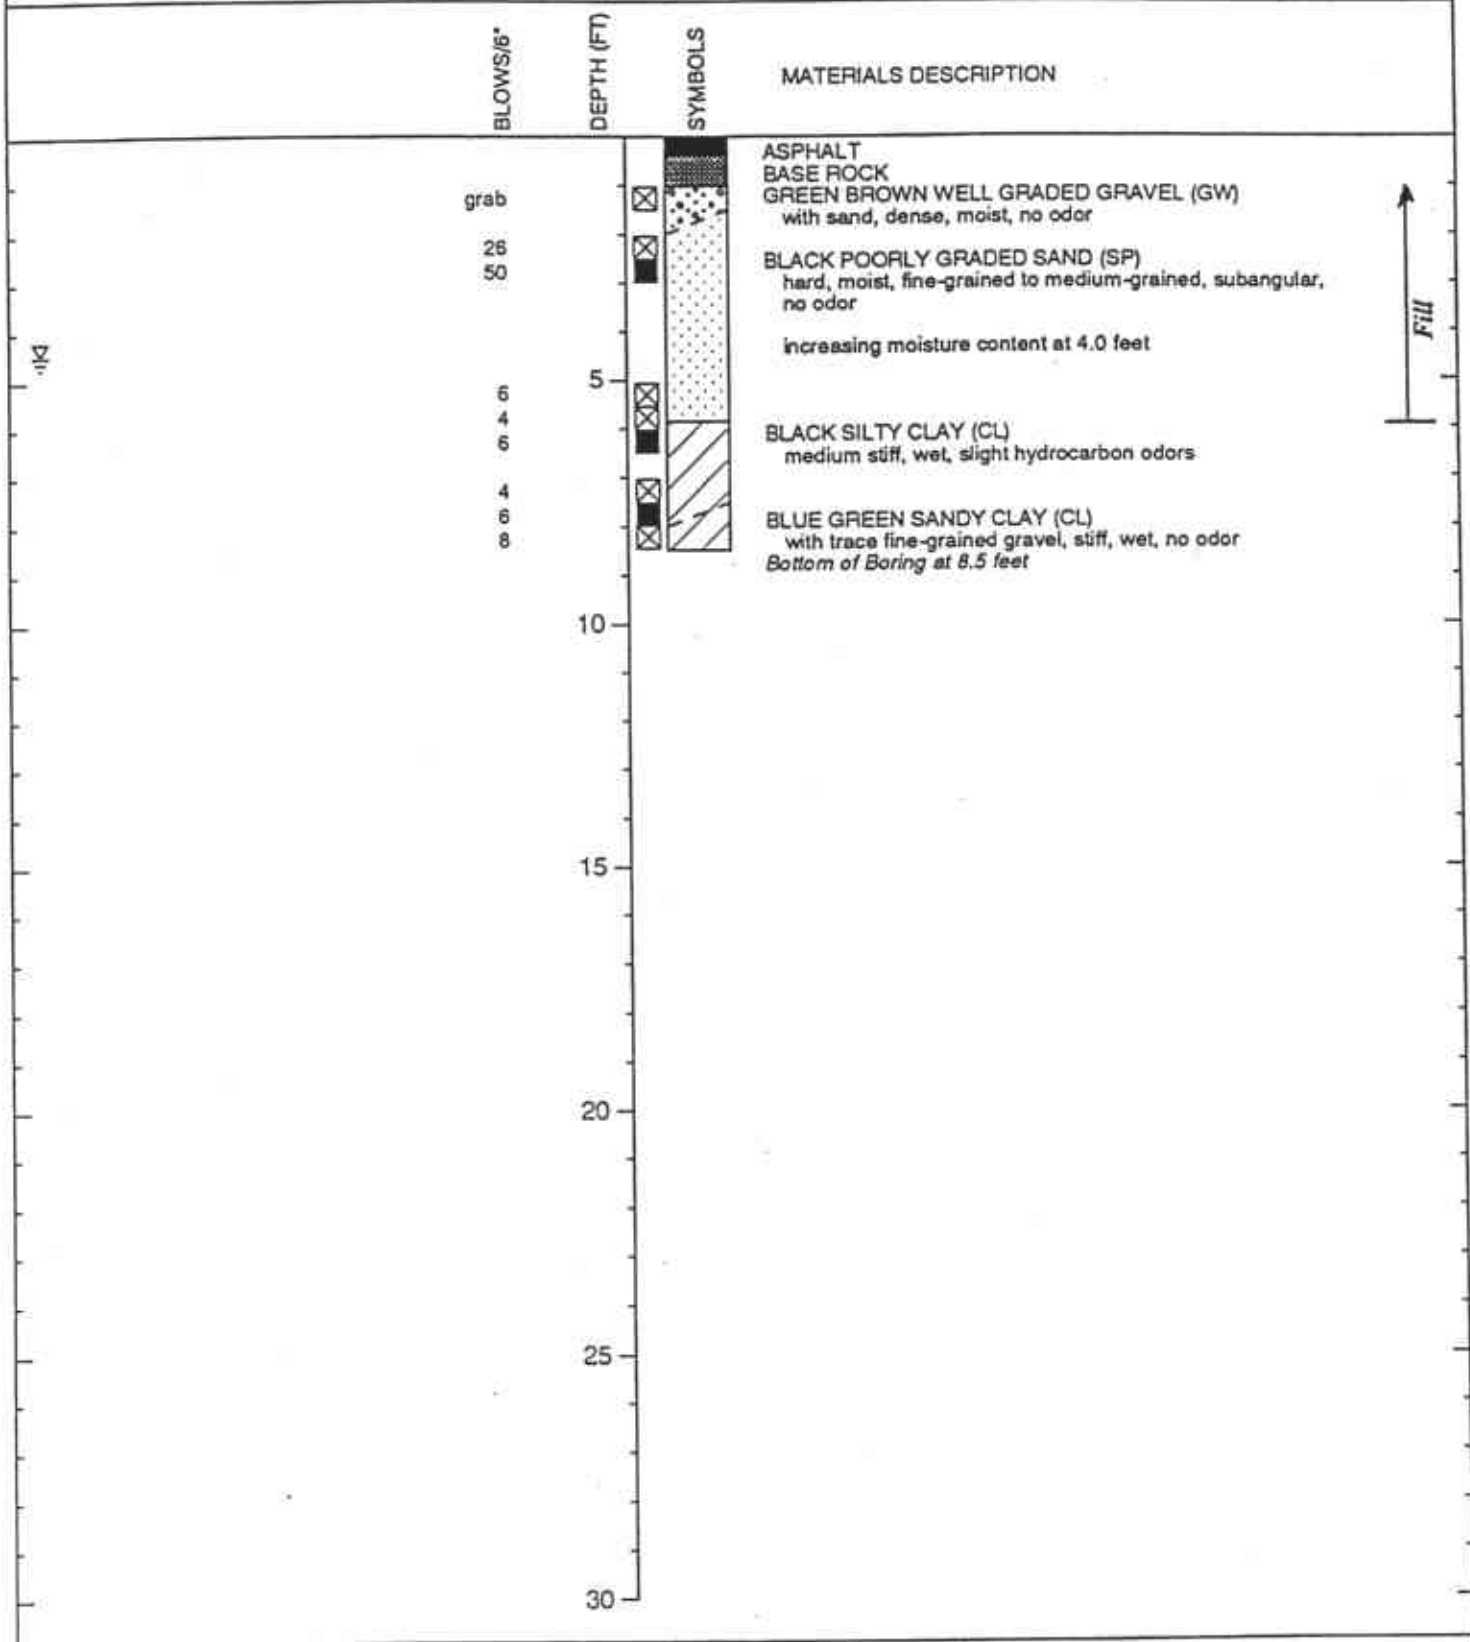 BLOWS/6"
DEPTH (FT)
SYMBOLS
MATERIALS DESCRIPTION
ASPHALT
BASE ROCK
grab
GREEN BROWN WELL GRADED GRAVEL (GW)
with sand, dense, moist, no odor
26
50
BLACK POORLY GRADED SAND (SP)
hard, moist, fine-grained to medium-grained, subangular,
no odor
Fill
increasing moisture content at 4.0 feet
5
6
4
6
BLACK SILTY CLAY (CL)
medium stiff, wet, slight hydrocarbon odors
4
6
8
BLUE GREEN SANDY CLAY (CL)
with trace fine-grained gravel, stiff, wet, no odor
Bottom of Boring at 8.5 feet
10
15
20
25
30